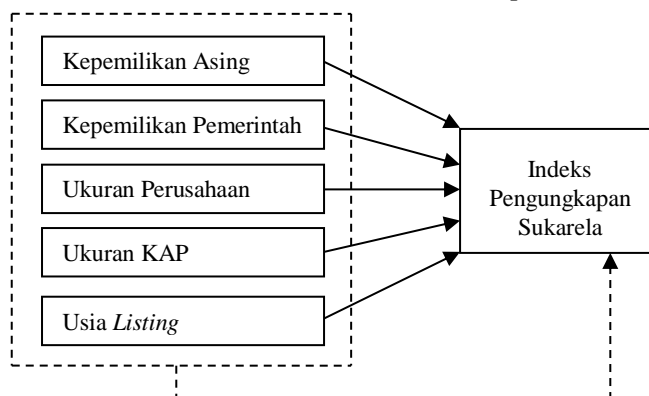 Kepemilikan Asing
Kepemilikan Pemerintah
Ukuran Perusahaan
Ukuran KAP
Usia Listing
Indeks
Pengungkapan
Sukarela